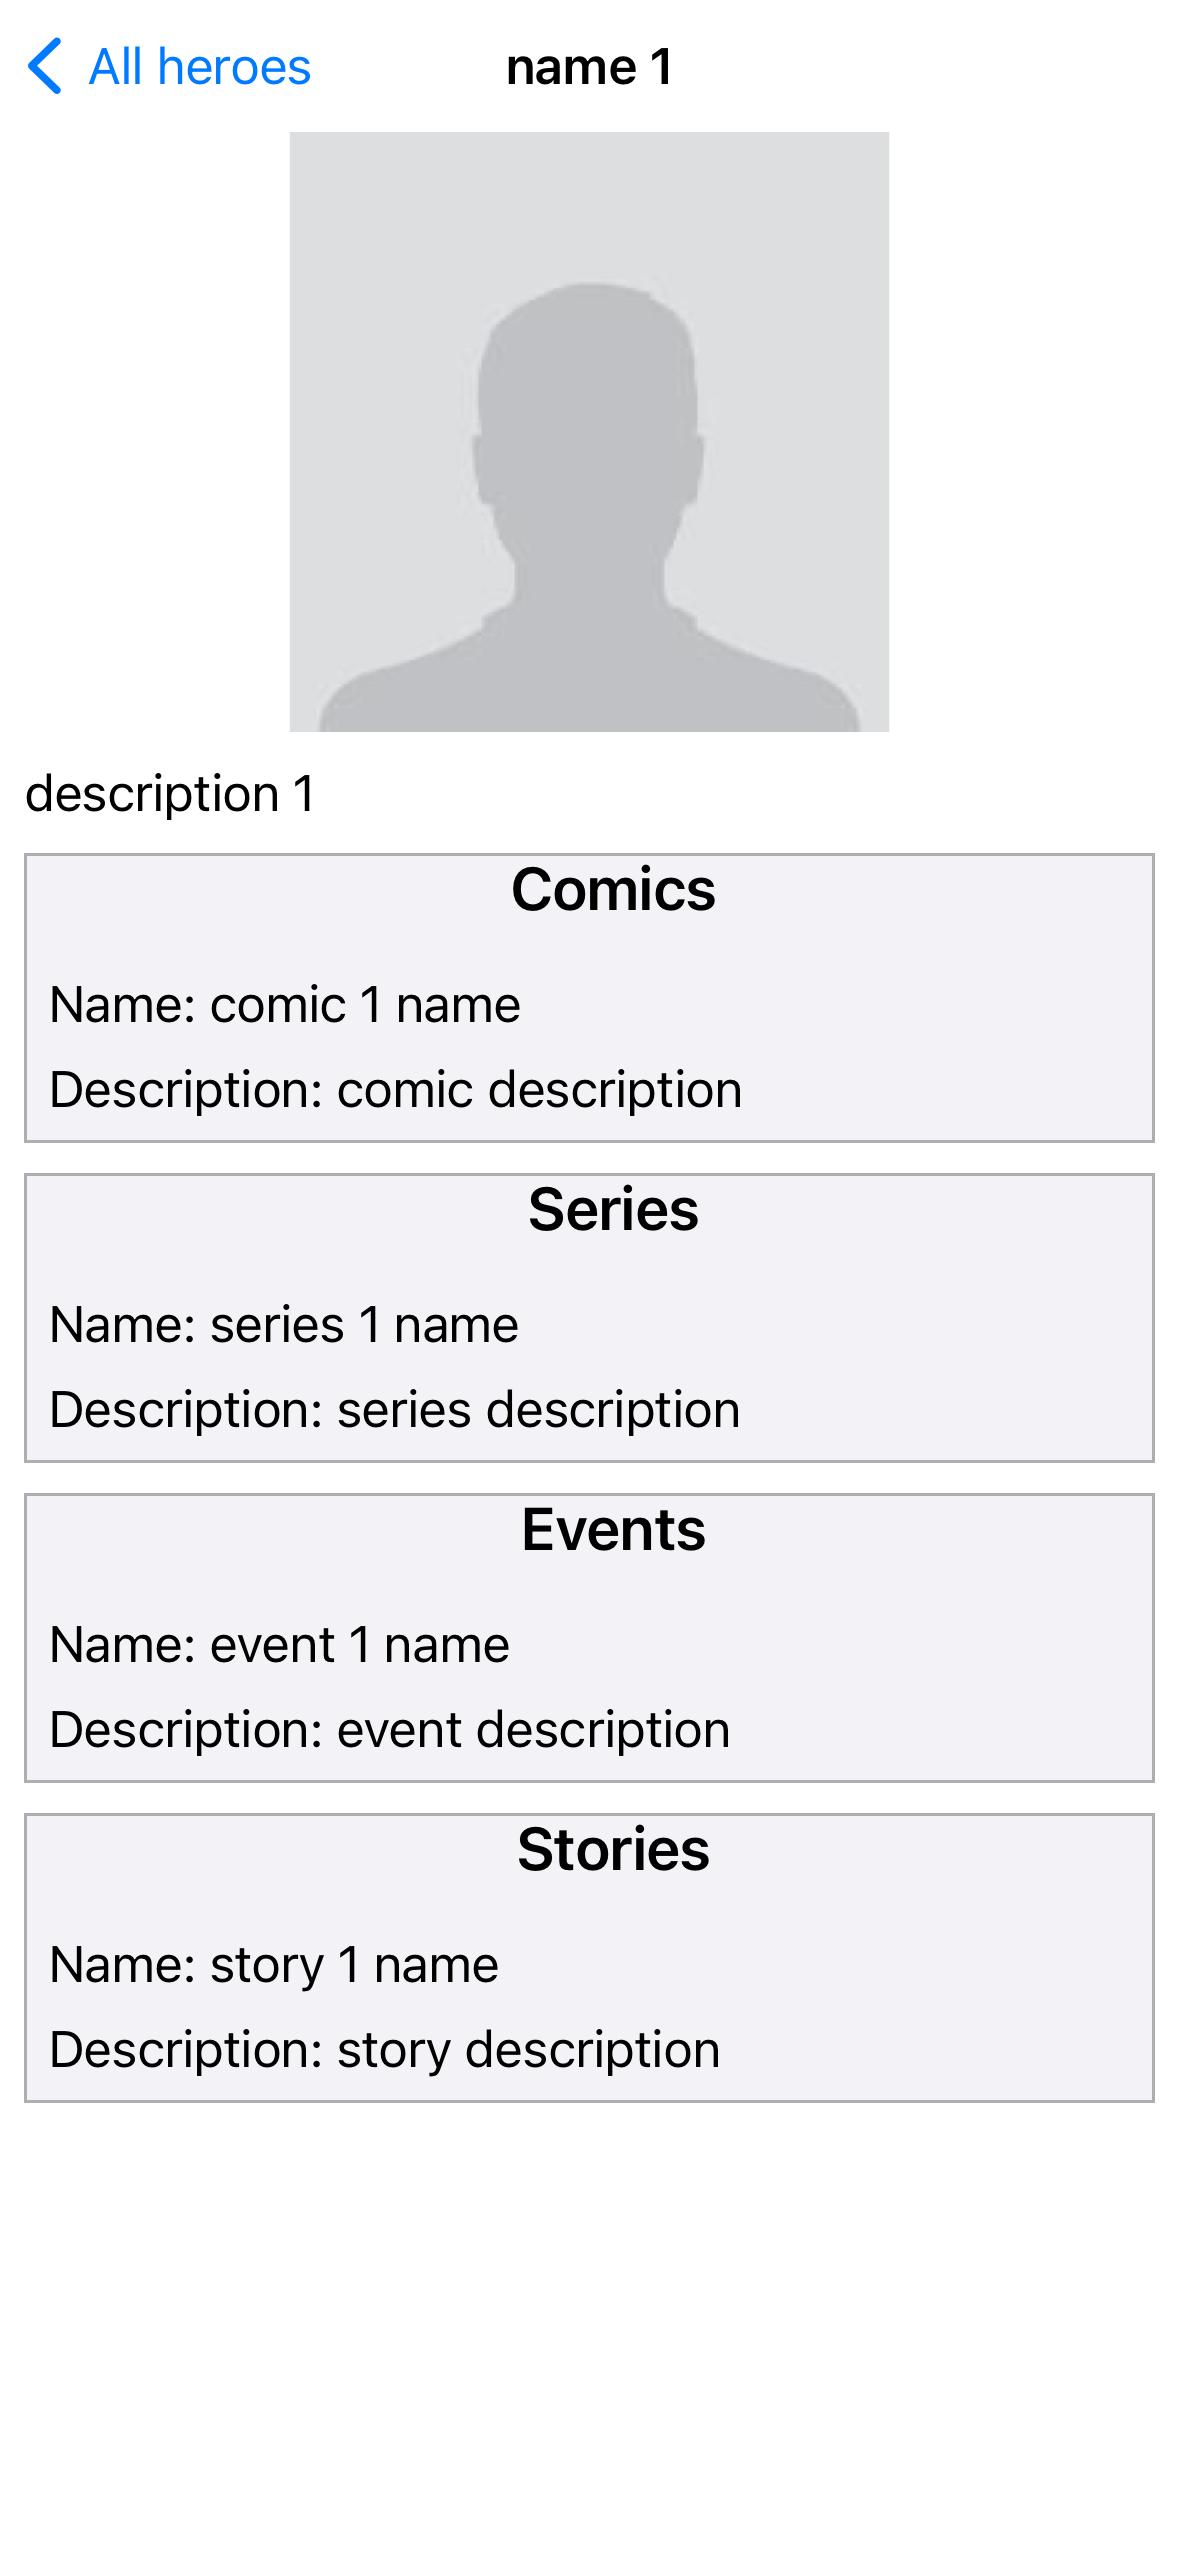 All heroes
name 1
description 1
Comics
Name: comic 1 name
Description: comic description
Series
Name: series 1 name
Description: series description
Events
Name: event 1 name
Description: event description
Stories
Name: story 1 name
Description: story description